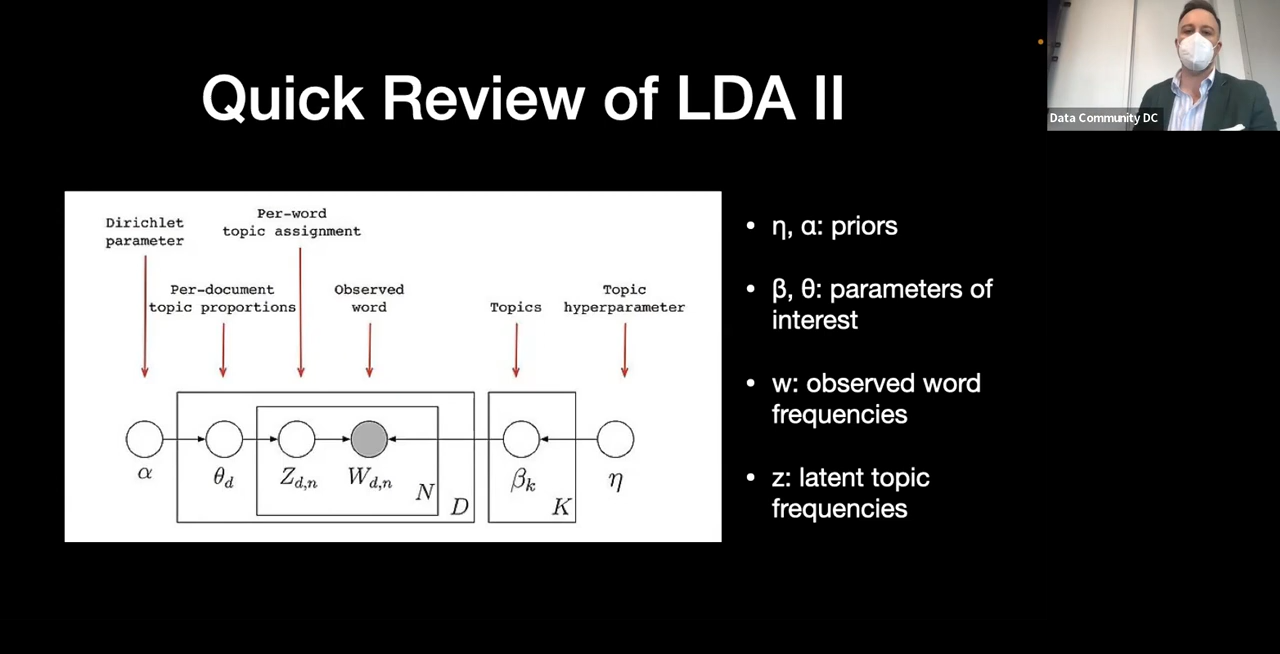 Quick Review of LDA II
Data Community DC
Dirichlet
parameter
Per-word
topic assignment
Per-document
topic proportions
Observed
word
Topics
Topic
hyperparameter
α
θd
Zd,n
Wd,n
N
D
βk
K
η
• η, α: priors
• β, θ: parameters of
interest
• w: observed word
frequencies
• z: latent topic
frequencies